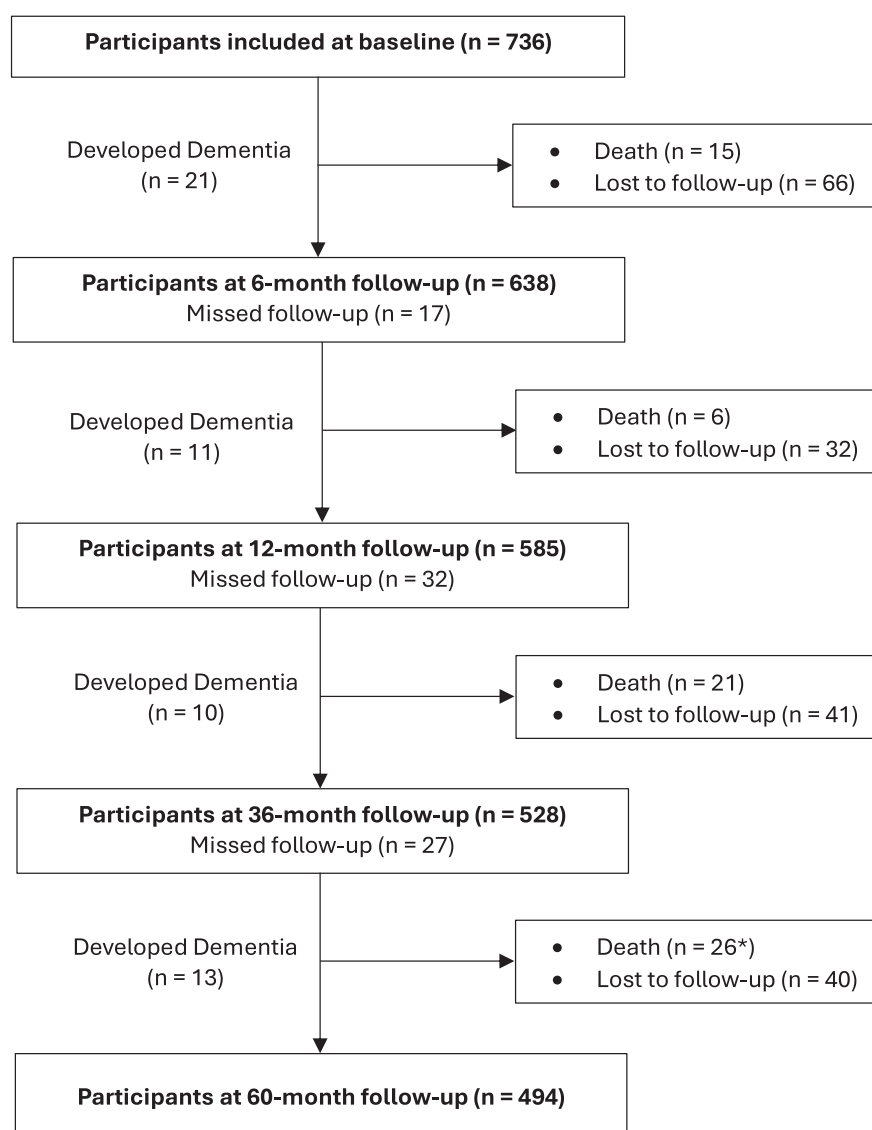 Participants included at baseline (n = 736)
Developed Dementia
(n = 21)
• Death (n = 15)
• Lost to follow-up (n = 66)
Participants at 6-month follow-up (n = 638)
Missed follow-up (n = 17)
Developed Dementia
(n = 11)
• Death (n = 6)
• Lost to follow-up (n = 32)
Participants at 12-month follow-up (n = 585)
Missed follow-up (n = 32)
Developed Dementia
(n = 10)
• Death (n = 21)
• Lost to follow-up (n = 41)
Participants at 36-month follow-up (n = 528)
Missed follow-up (n = 27)
Developed Dementia
(n = 13)
• Death (n = 26*)
• Lost to follow-up (n = 40)
Participants at 60-month follow-up (n = 494)